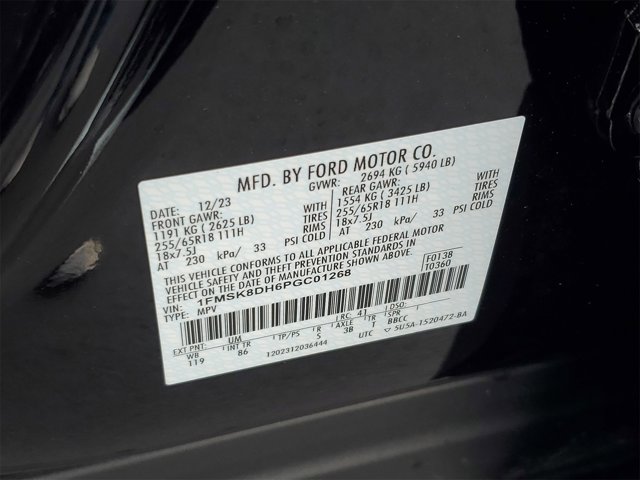 MFD. BY FORD MOTOR CO.
DATE: 12/23 GVWR: 2694 KG ( 5940 LB)
FRONT GAWR: REAR GAWR:
1191 KG ( 2625 LB) WITH 1554 KG ( 3425 LB) WITH
255/65R18 111H TIRES 255/65R18 111H TIRES
18x7.5J RIMS 18x7.5J
AT 230 kPa/ 33 PSI COLD AT 230 kPa/ 33 PSI COLD
THIS VEHICLE CONFORMS TO ALL APPLICABLE FEDERAL MOTOR
VEHICLE SAFETY AND THEFT PREVENTION STANDARDS IN
EFFECT ON THE DATE OF MANUFACTURE SHOWN ABOVE.
VIN: 1FMSK8DH6PGC01268 F0138
MPV T0360
LRC: 41 DSO:
EXT PNT: UM
WB INT TR TP/PS R AXLE TR SPR
119 86 S 3B T BBCC
1202312036444 UTC ▽ 5U5A-1520472-BA